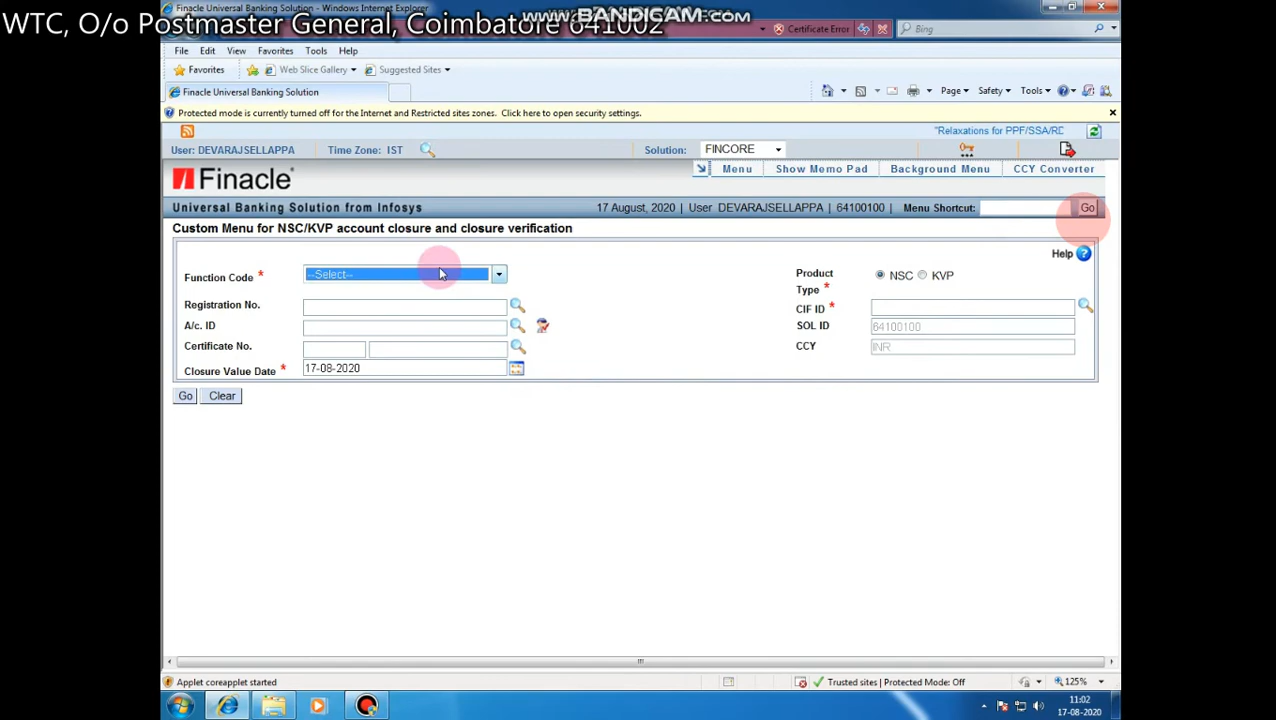 Finacle Universal Banking Solution - Windows Internet Explorer
www.BANDICAM.com
WTC, O/o Postmaster General, Coimbatore 641002
Certificate Error
Bing
File Edit View Favorites Tools Help
Favorites Web Slice Gallery Suggested Sites
Finacle Universal Banking Solution
Page Safety Tools
Protected mode is currently turned off for the Internet and Restricted sites zones. Click here to open security settings.
"Relaxations for PPF/SSA/RD
User: DEVARAJSELLAPPA Time Zone: IST Solution: FINCORE
Menu Show Memo Pad Background Menu CCY Converter
Finacle
Universal Banking Solution from Infosys 17 August, 2020 | User DEVARAJSELLAPPA | 64100100 | Menu Shortcut: Go
Custom Menu for NSC/KVP account closure and closure verification
Help ?
Function Code * --Select-- Product Type * NSC KVP
Registration No. CIF ID *
A/c. ID SOL ID 64100100
Certificate No. CCY INR
Closure Value Date * 17-08-2020
Go Clear
Applet coreapplet started Trusted sites | Protected Mode: Off 125%
11:02
17-08-2020